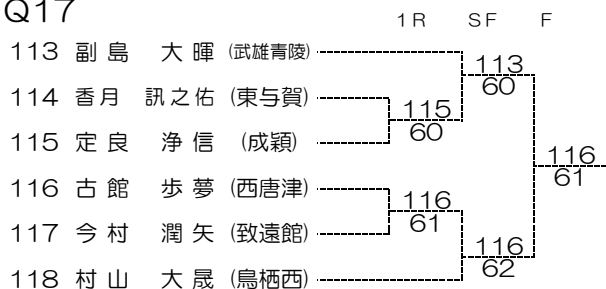 Q17
1R SF F
113 副島 大暉 (武雄青陵)
113
60
114 香月 訊之佑 (東与賀)
115
60
115 定良 浄信 (成穎)
116
61
116 古館 歩夢 (西唐津)
116
61
117 今村 潤矢 (致遠館)
116
62
118 村山 大晟 (鳥栖西)